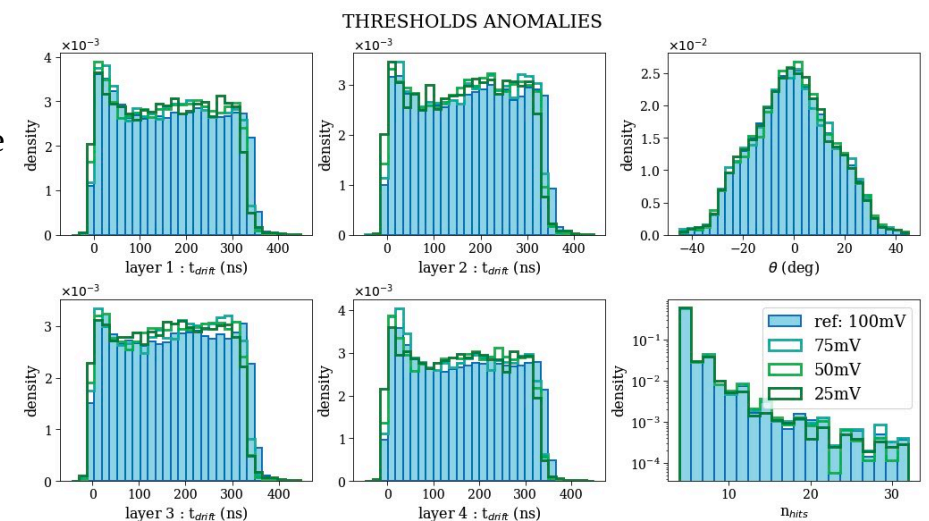 THRESHOLDS ANOMALIES
e
×10⁻³
4
3
2
1
0
density
0 100 200 300 400
layer 1 : t_drift (ns)
×10⁻³
3
2
1
0
density
0 100 200 300 400
layer 2 : t_drift (ns)
×10⁻²
2.5
2.0
1.5
1.0
0.5
0.0
density
−40 −20 0 20 40
θ (deg)
×10⁻³
3
2
1
0
density
0 100 200 300 400
layer 3 : t_drift (ns)
×10⁻³
4
3
2
1
0
density
0 100 200 300 400
layer 4 : t_drift (ns)
10⁻¹
10⁻²
10⁻³
10⁻⁴
density
ref: 100mV
75mV
50mV
25mV
10 20 30
n_hits